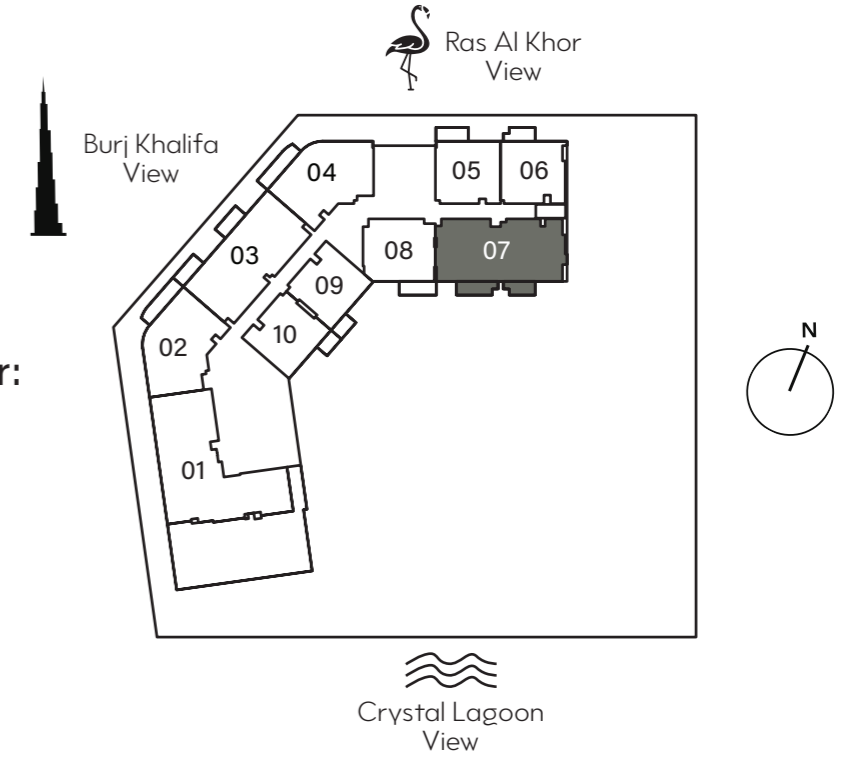 Ras Al Khor
View
Burj Khalifa
View
04
05
06
03
08
07
09
10
02
N
r:
01
Crystal Lagoon
View